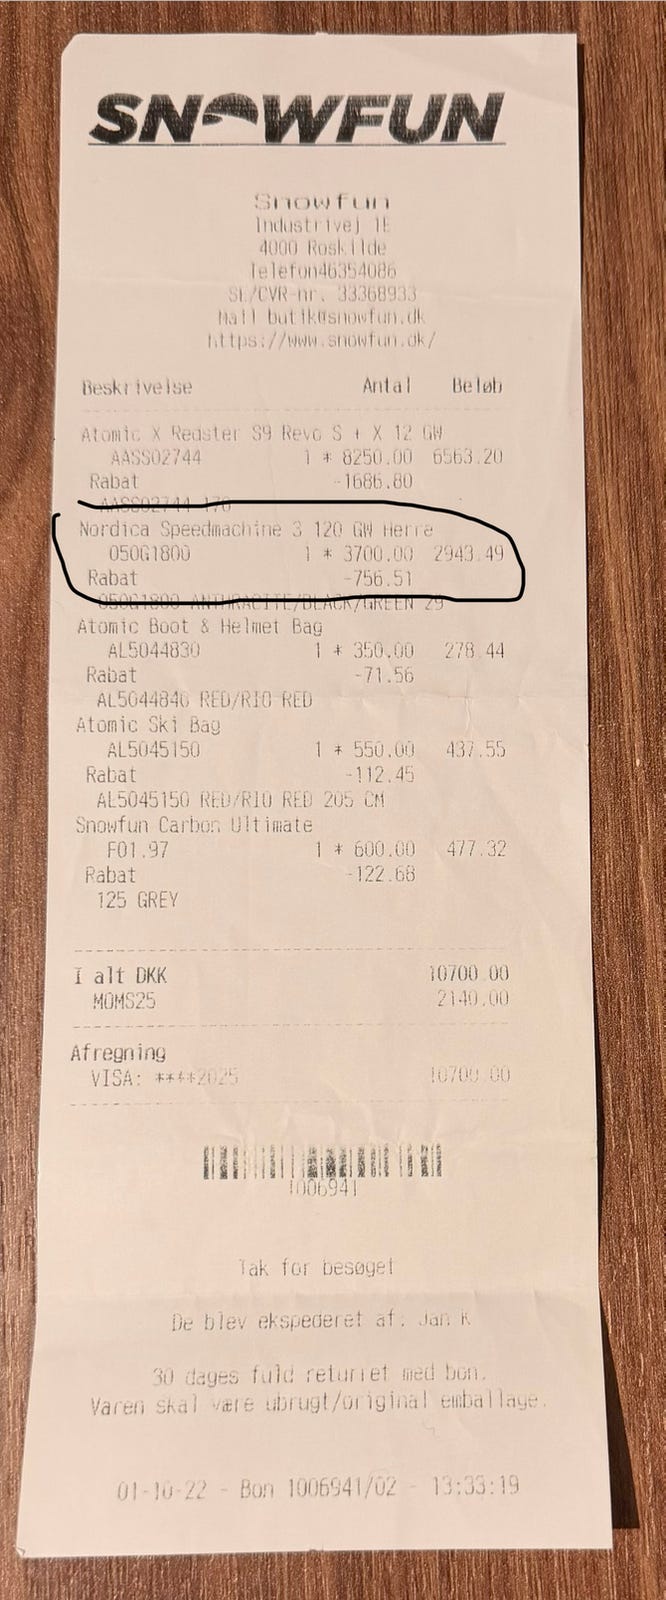 SNOWFUN
Snowfun
Industrivej 1E
4000 Roskilde
Telefon46354086
SE/CVR-nr. 33368933
Mail butik@snowfun.dk
https://www.snowfun.dk/
Beskrivelse Antal Beløb
Atomic X Redster S9 Revo S + X 12 GW
AASS02744 1 * 8250.00 6563.20
Rabat -1686.80
AASS02744 170
Nordica Speedmachine 3 120 GW Herre
050G1800 1 * 3700.00 2943.49
Rabat -756.51
050G1800 ANTHRACITE/BLACK/GREEN 29
Atomic Boot & Helmet Bag
AL5044830 1 * 350.00 278.44
Rabat -71.56
AL5044840 RED/RIO RED
Atomic Ski Bag
AL5045150 1 * 550.00 437.55
Rabat -112.45
AL5045150 RED/RIO RED 205 CM
Snowfun Carbon Ultimate
F01.97 1 * 600.00 477.32
Rabat -122.68
125 GREY
I alt DKK 10700.00
MOMS25 2140.00
Afregning
VISA: ****2025 10700.00
1006941
Tak for besøget
De blev ekspederet af: Jan K
30 dages fuld returret med bon.
Varen skal være ubrugt/original emballage.
01-10-22 - Bon 1006941/02 - 13:33:19